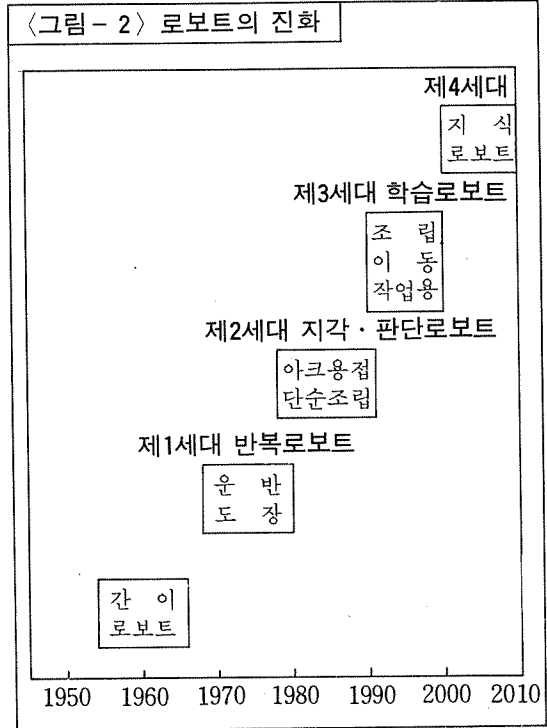 〈그림－2〉 로보트의 진화
제4세대
지 식
로보트
제3세대 학습로보트
조 립
이 동
작업용
제2세대 지각·판단로보트
아크용접
단순조립
제1세대 반복로보트
운 반
도 장
간 이
로보트
1950 1960 1970 1980 1990 2000 2010